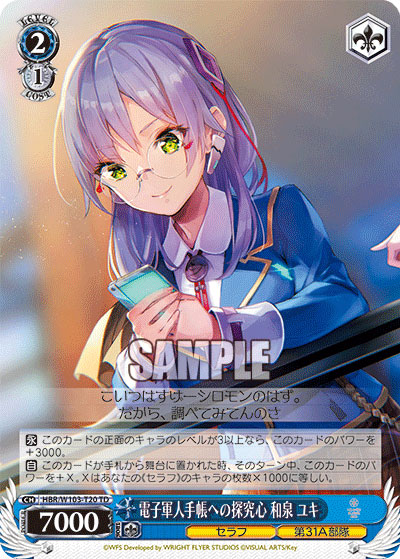 LEVEL
2
1
COST
SAMPLE
こいつはすげーシロモンのはず。
だから、調べてみてんのさ
永 このカードの正面のキャラのレベルが3以上なら、このカードのパワーを
+3000。
自 このカードが手札から舞台に置かれた時、そのターン中、このカードのパワーを
+X。Xはあなたの《セラフ》のキャラの枚数×1000に等しい。
CH HBR/W103-T20 TD
電子軍人手帳への探究心 和泉 ユキ
7000
セラフ
第31A部隊
©WFS Developed by WRIGHT FLYER STUDIOS ©VISUAL ARTS/Key